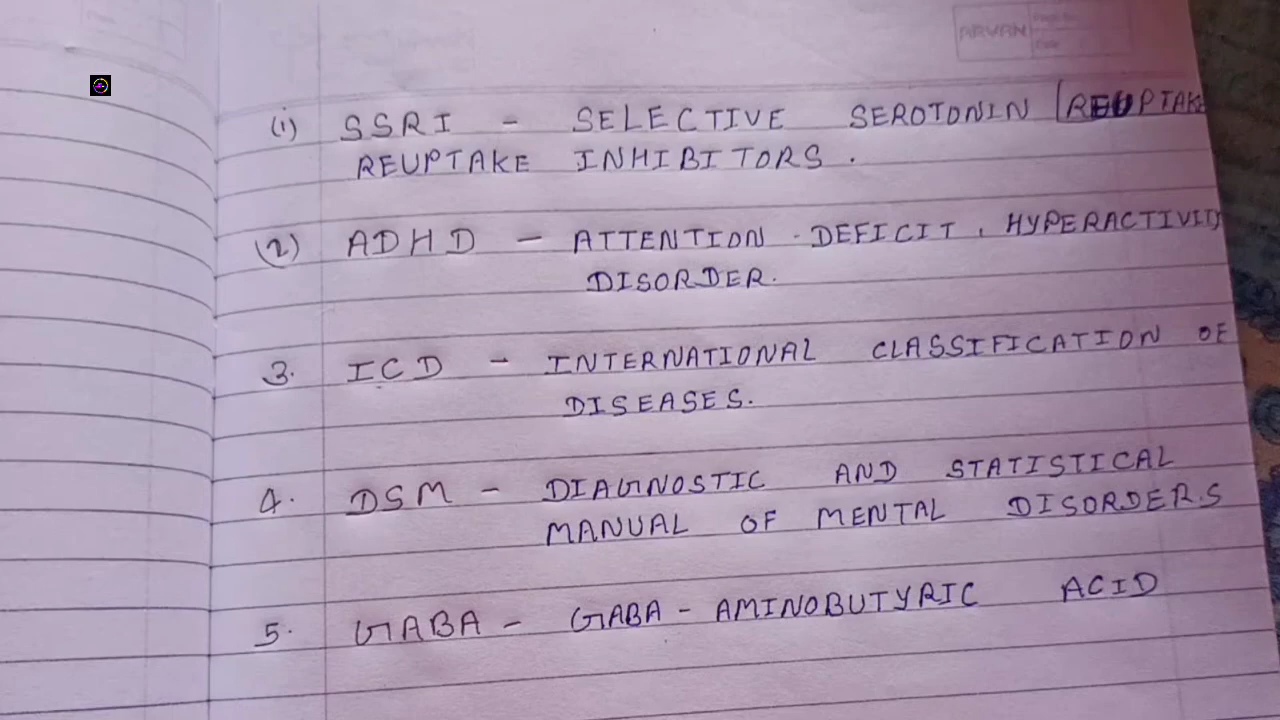 ARVAN
(1) SSRI - SELECTIVE SEROTONIN REUPTAKE
REUPTAKE INHIBITORS.
(2) ADHD - ATTENTION - DEFICIT, HYPERACTIVITY
DISORDER.
3. ICD - INTERNATIONAL CLASSIFICATION OF
DISEASES.
4. DSM - DIAGNOSTIC AND STATISTICAL
MANUAL OF MENTAL DISORDERS
5. GABA - GABA - AMINOBUTYRIC ACID